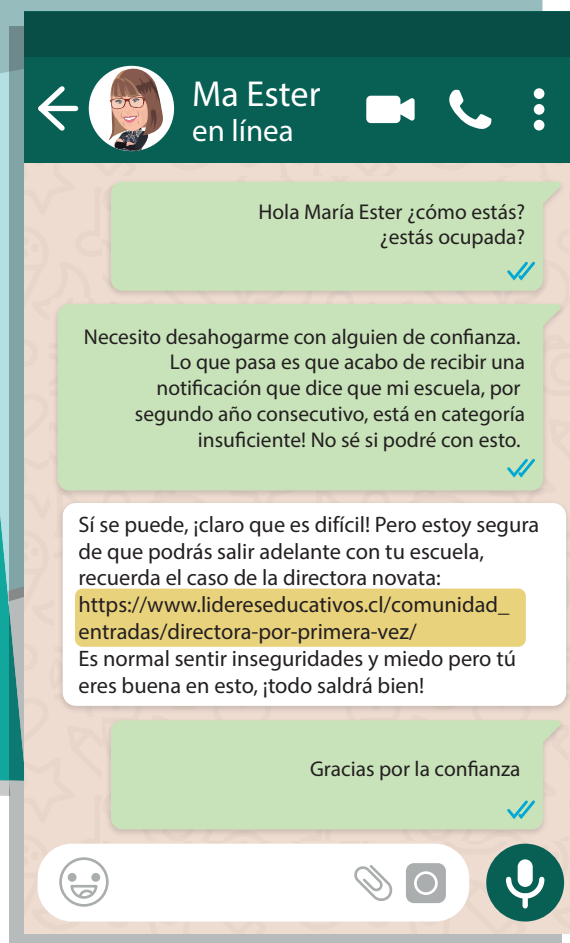 Ma Ester
en línea
Hola María Ester ¿cómo estás?
¿estás ocupada?
Necesito desahogarme con alguien de confianza.
Lo que pasa es que acabo de recibir una
notificación que dice que mi escuela, por
segundo año consecutivo, está en categoría
insuficiente! No sé si podré con esto.
Sí se puede, ¡claro que es difícil! Pero estoy segura
de que podrás salir adelante con tu escuela,
recuerda el caso de la directora novata:
https://www.lidereseducativos.cl/comunidad_
entradas/directora-por-primera-vez/
Es normal sentir inseguridades y miedo pero tú
eres buena en esto, ¡todo saldrá bien!
Gracias por la confianza